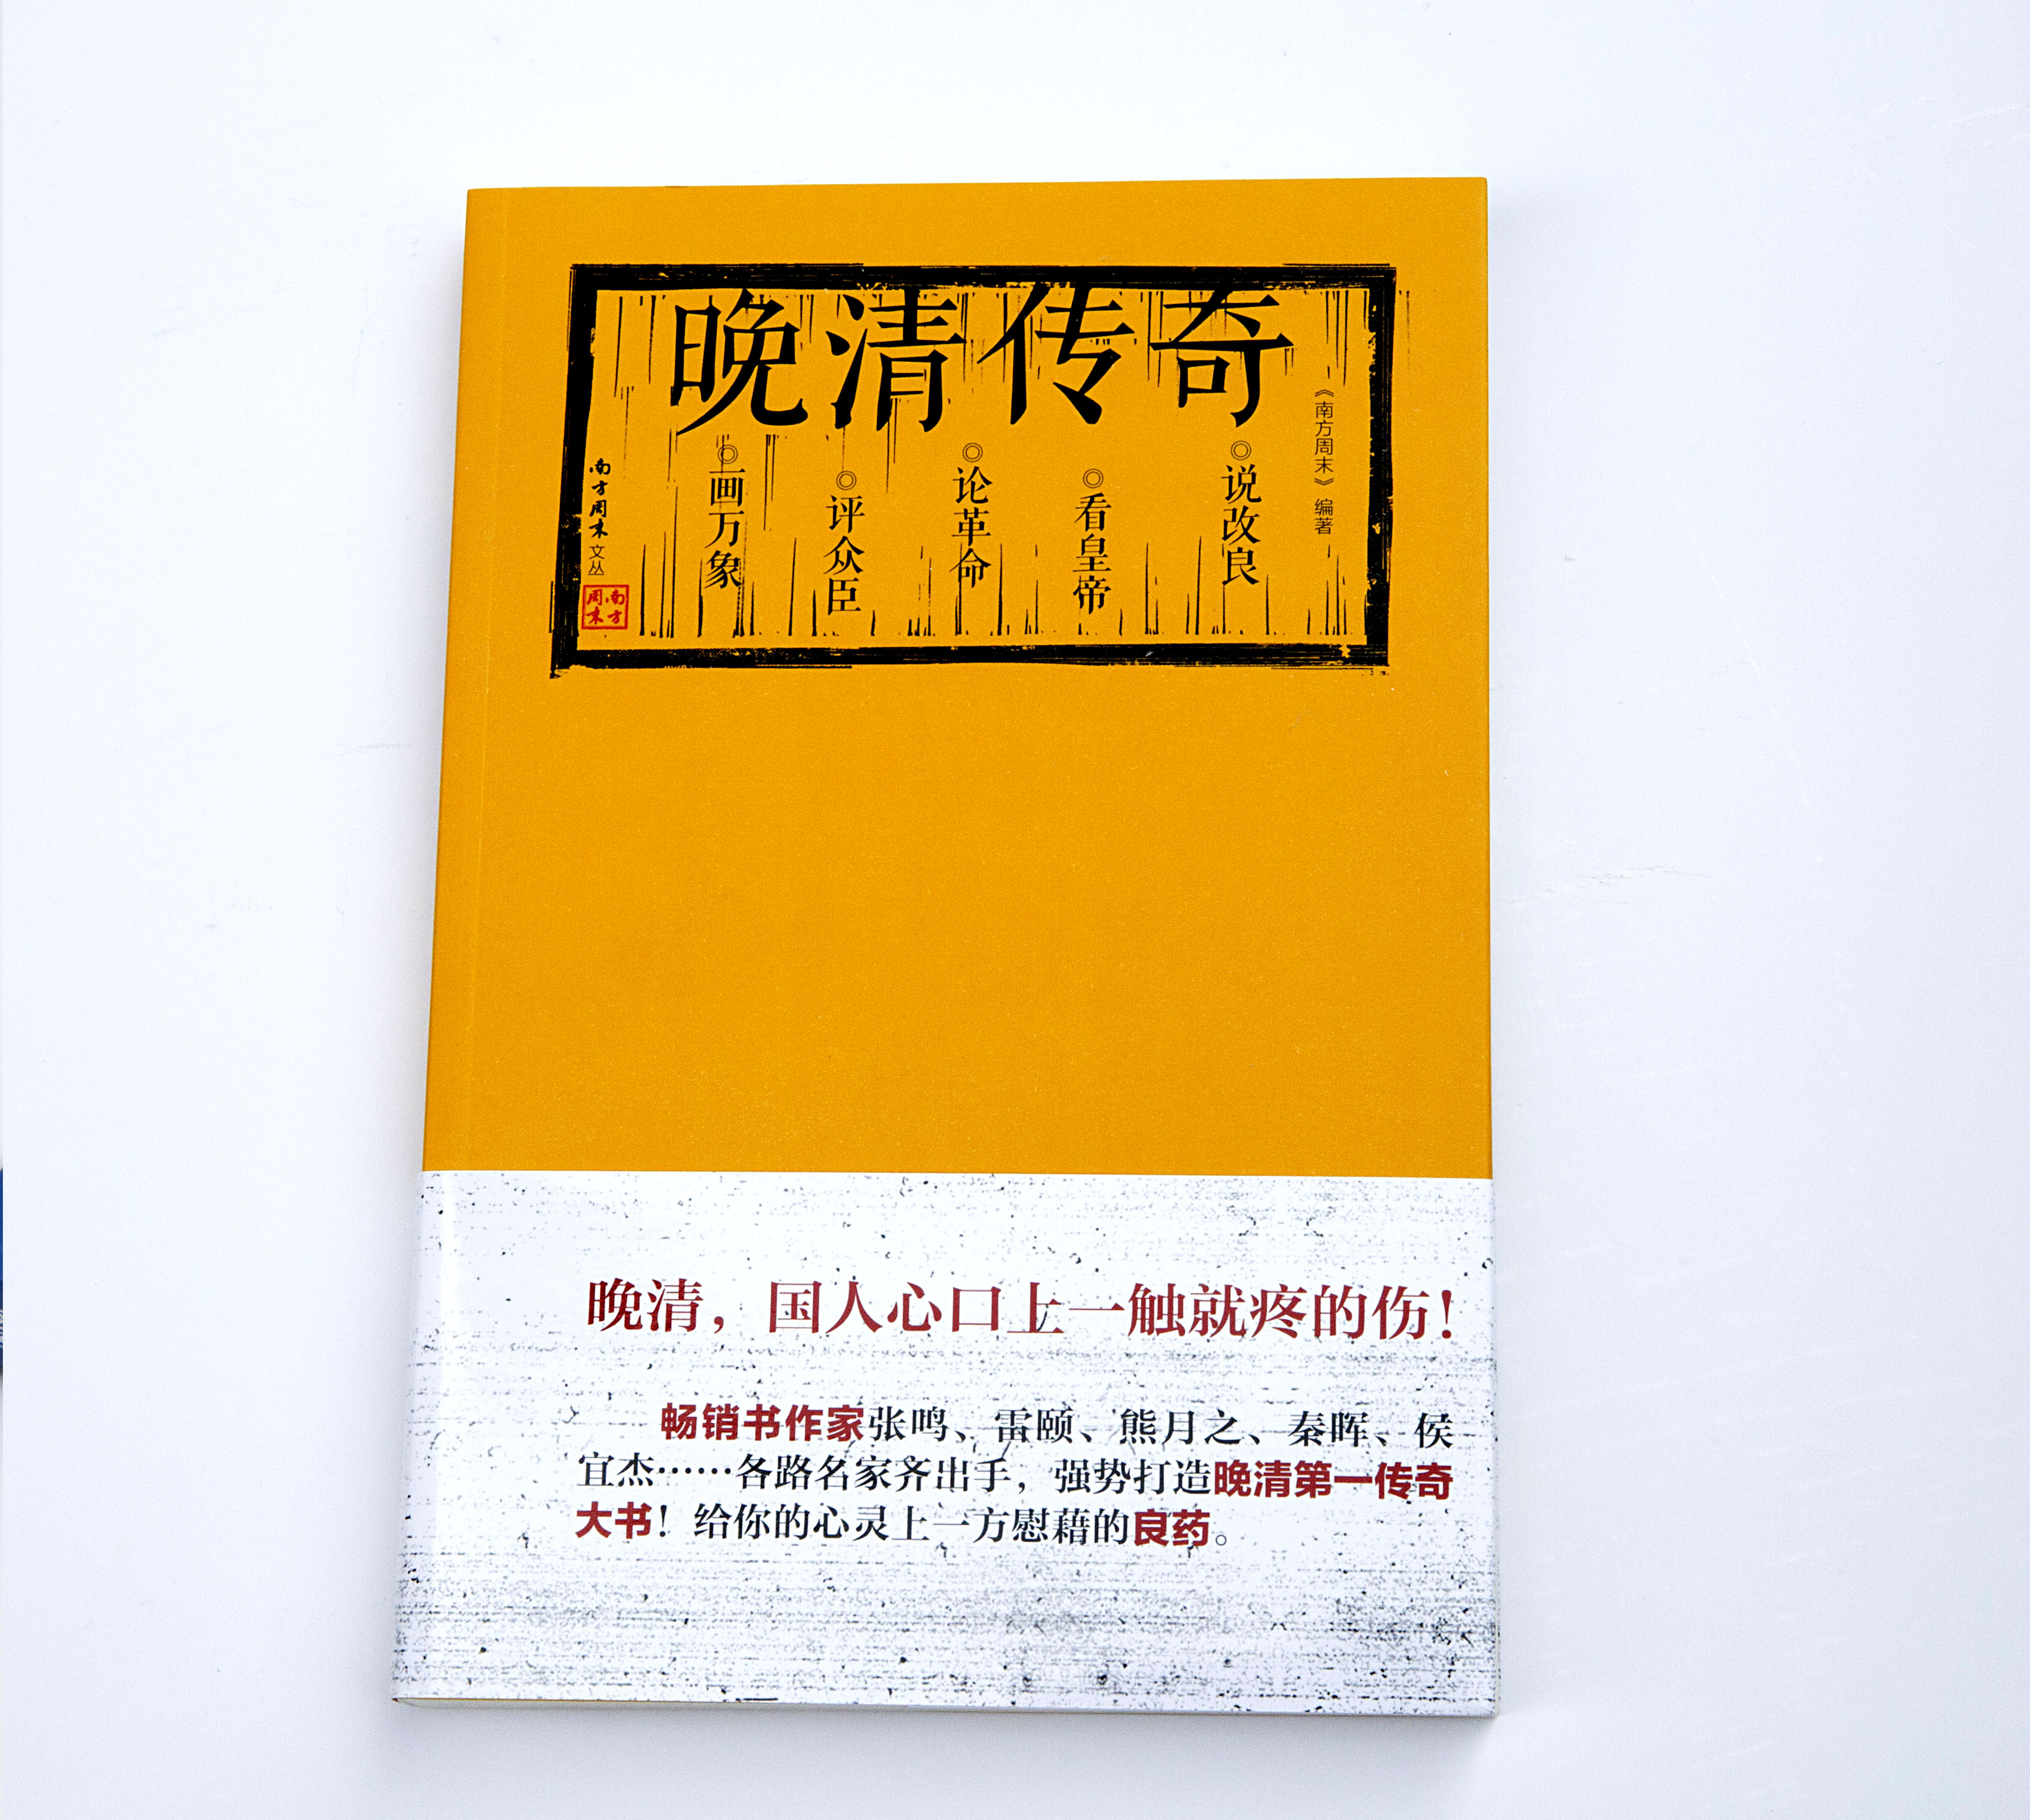 晚清传奇
《南方周末》 编著
◎说改良
◎看皇帝
◎论革命
◎评众臣
◎画万象
南方周末文丛
南方
周末
晚清，国人心口上一触就疼的伤！
畅销书作家张鸣、雷颐、熊月之、秦晖、侯
宜杰……各路名家齐出手，强势打造晚清第一传奇
大书！给你的心灵上一方慰藉的良药。